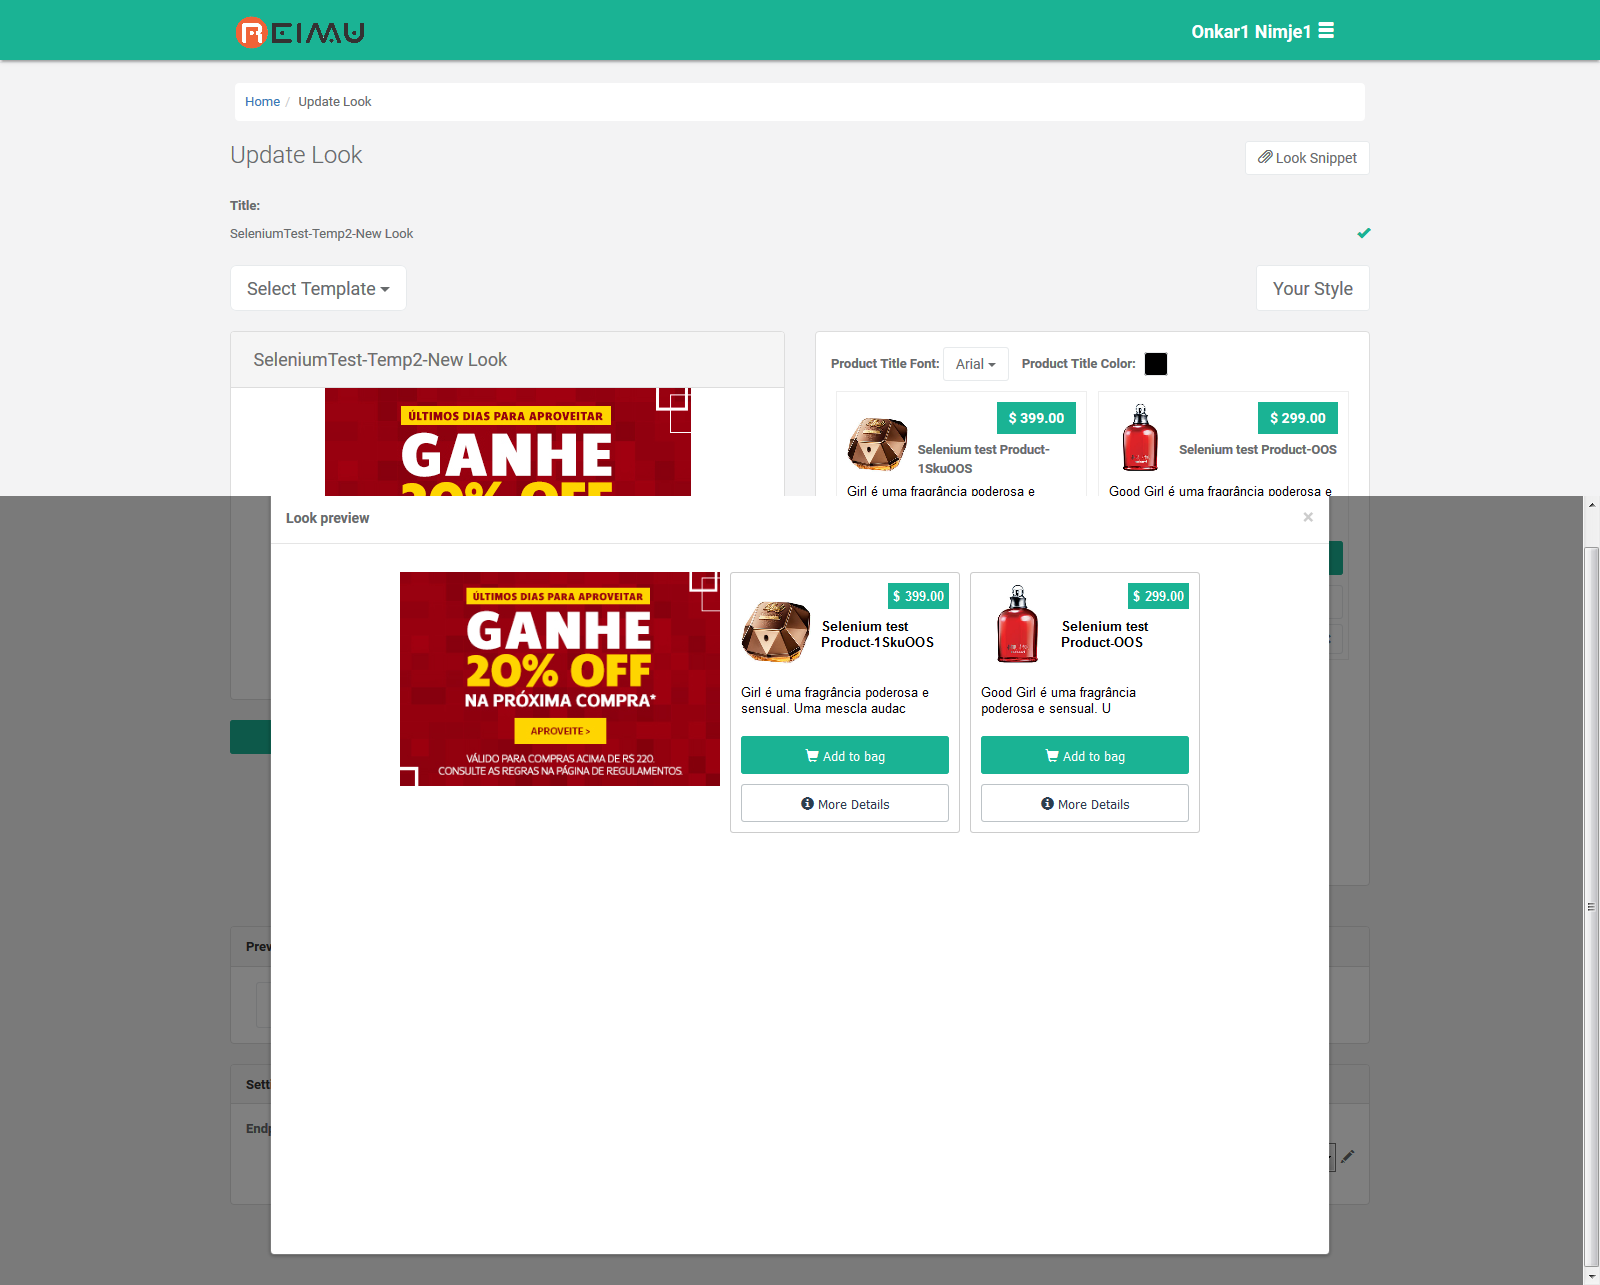 REIMU
Onkar1 Nimje1
Home / Update Look
Update Look
Look Snippet
Title:
SeleniumTest-Temp2-New Look
Select Template
Your Style
SeleniumTest-Temp2-New Look
ÚLTIMOS DIAS PARA APROVEITAR
GANHE
20% OFF
Product Title Font: Arial Product Title Color:
$ 399.00
Selenium test Product-
1SkuOOS
Girl é uma fragrância poderosa e
$ 299.00
Selenium test Product-OOS
Good Girl é uma fragrância poderosa e
Look preview
×
ÚLTIMOS DIAS PARA APROVEITAR
GANHE
20% OFF
NA PRÓXIMA COMPRA*
APROVEITE >
VÁLIDO PARA COMPRAS ACIMA DE R$ 220.
CONSULTE AS REGRAS NA PÁGINA DE REGULAMENTOS.
$ 399.00
Selenium test
Product-1SkuOOS
Girl é uma fragrância poderosa e
sensual. Uma mescla audac
Add to bag
More Details
$ 299.00
Selenium test
Product-OOS
Good Girl é uma fragrância
poderosa e sensual. U
Add to bag
More Details
Prev
Sett
Endp